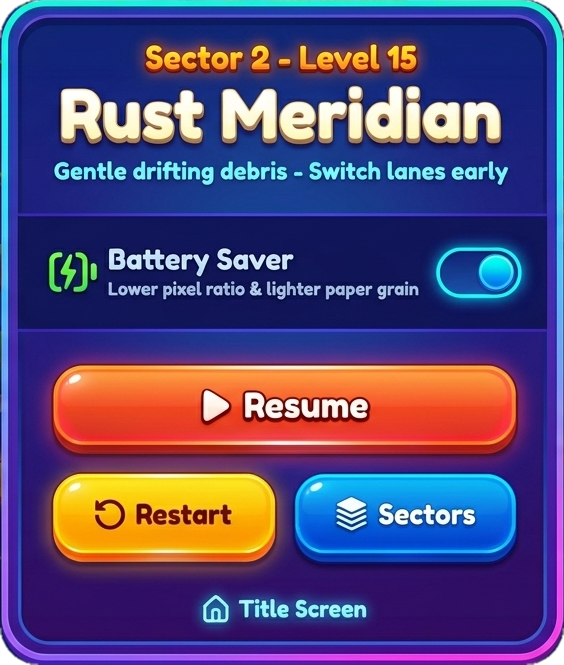 Sector 2 - Level 15
Rust Meridian
Gentle drifting debris - Switch lanes early
Battery Saver
Lower pixel ratio & lighter paper grain
Resume
Restart
Sectors
Title Screen